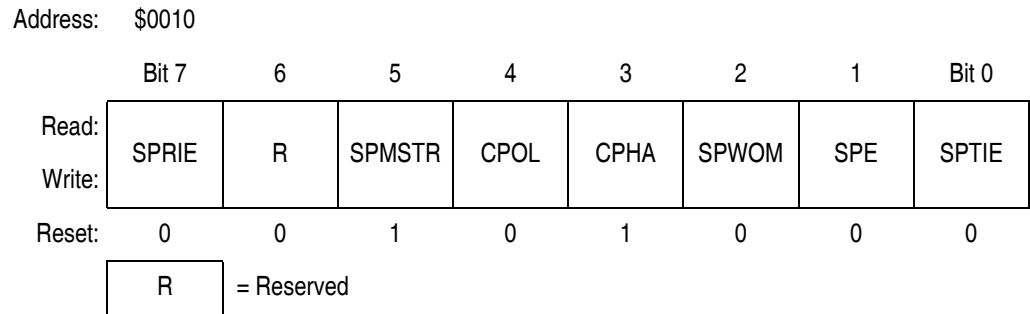 Address: $0010
Bit 7 6 5 4 3 2 1 Bit 0
Read:
SPRIE R SPMSTR CPOL CPHA SPWOM SPE SPTIE
Write:
Reset: 0 0 1 0 1 0 0 0
R = Reserved